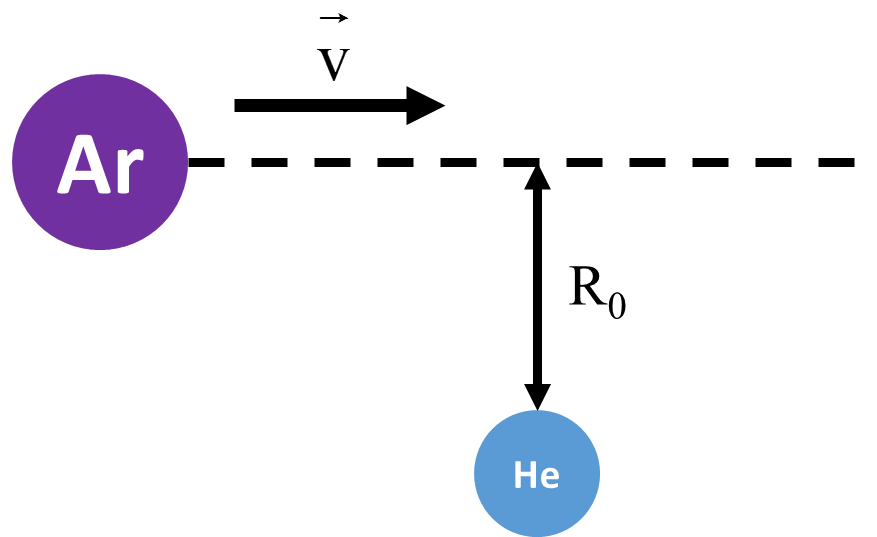 v⃗
Ar
R₀
He